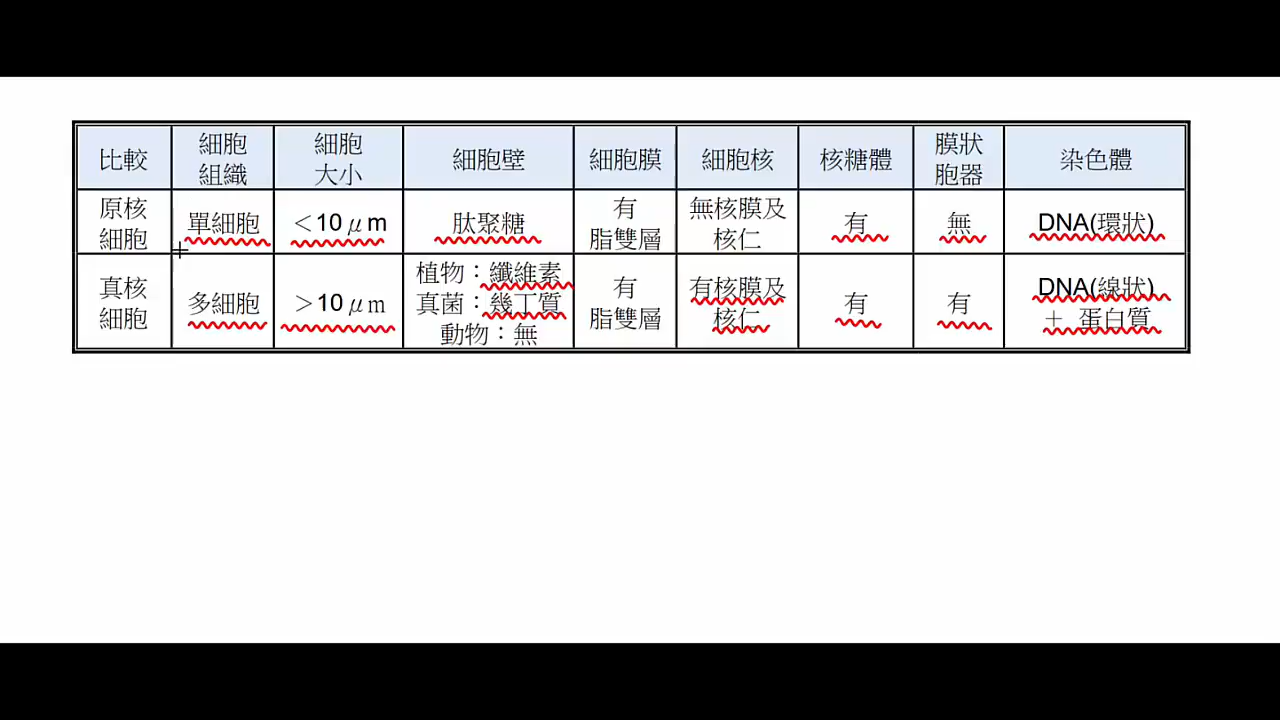 比較 細胞組織 細胞大小 細胞壁 細胞膜 細胞核 核糖體 膜狀胞器 染色體
原核細胞 單細胞 <10μm 肽聚糖 有脂雙層 無核膜及核仁 有 無 DNA(環狀)
真核細胞 多細胞 >10μm 植物：纖維素 真菌：幾丁質 動物：無 有脂雙層 有核膜及核仁 有 有 DNA(線狀)＋ 蛋白質